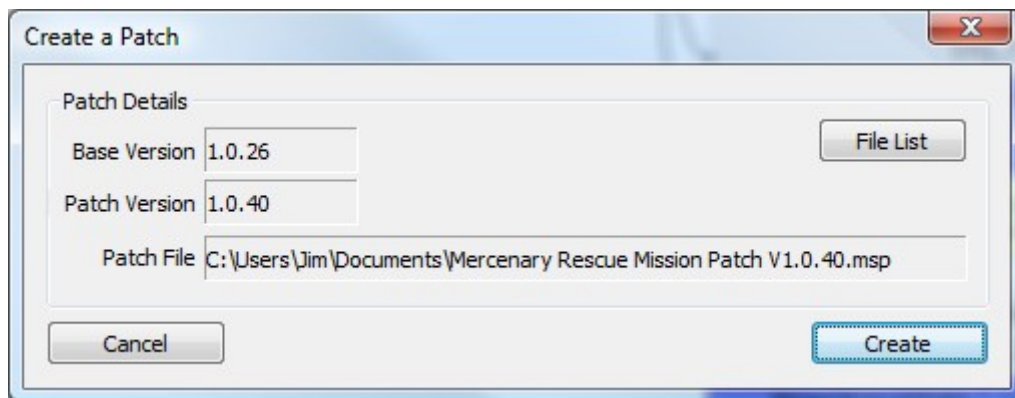 Create a Patch
Patch Details
Base Version 1.0.26
File List
Patch Version 1.0.40
Patch File C:\Users\Jim\Documents\Mercenary Rescue Mission Patch V1.0.40.msp
Cancel
Create